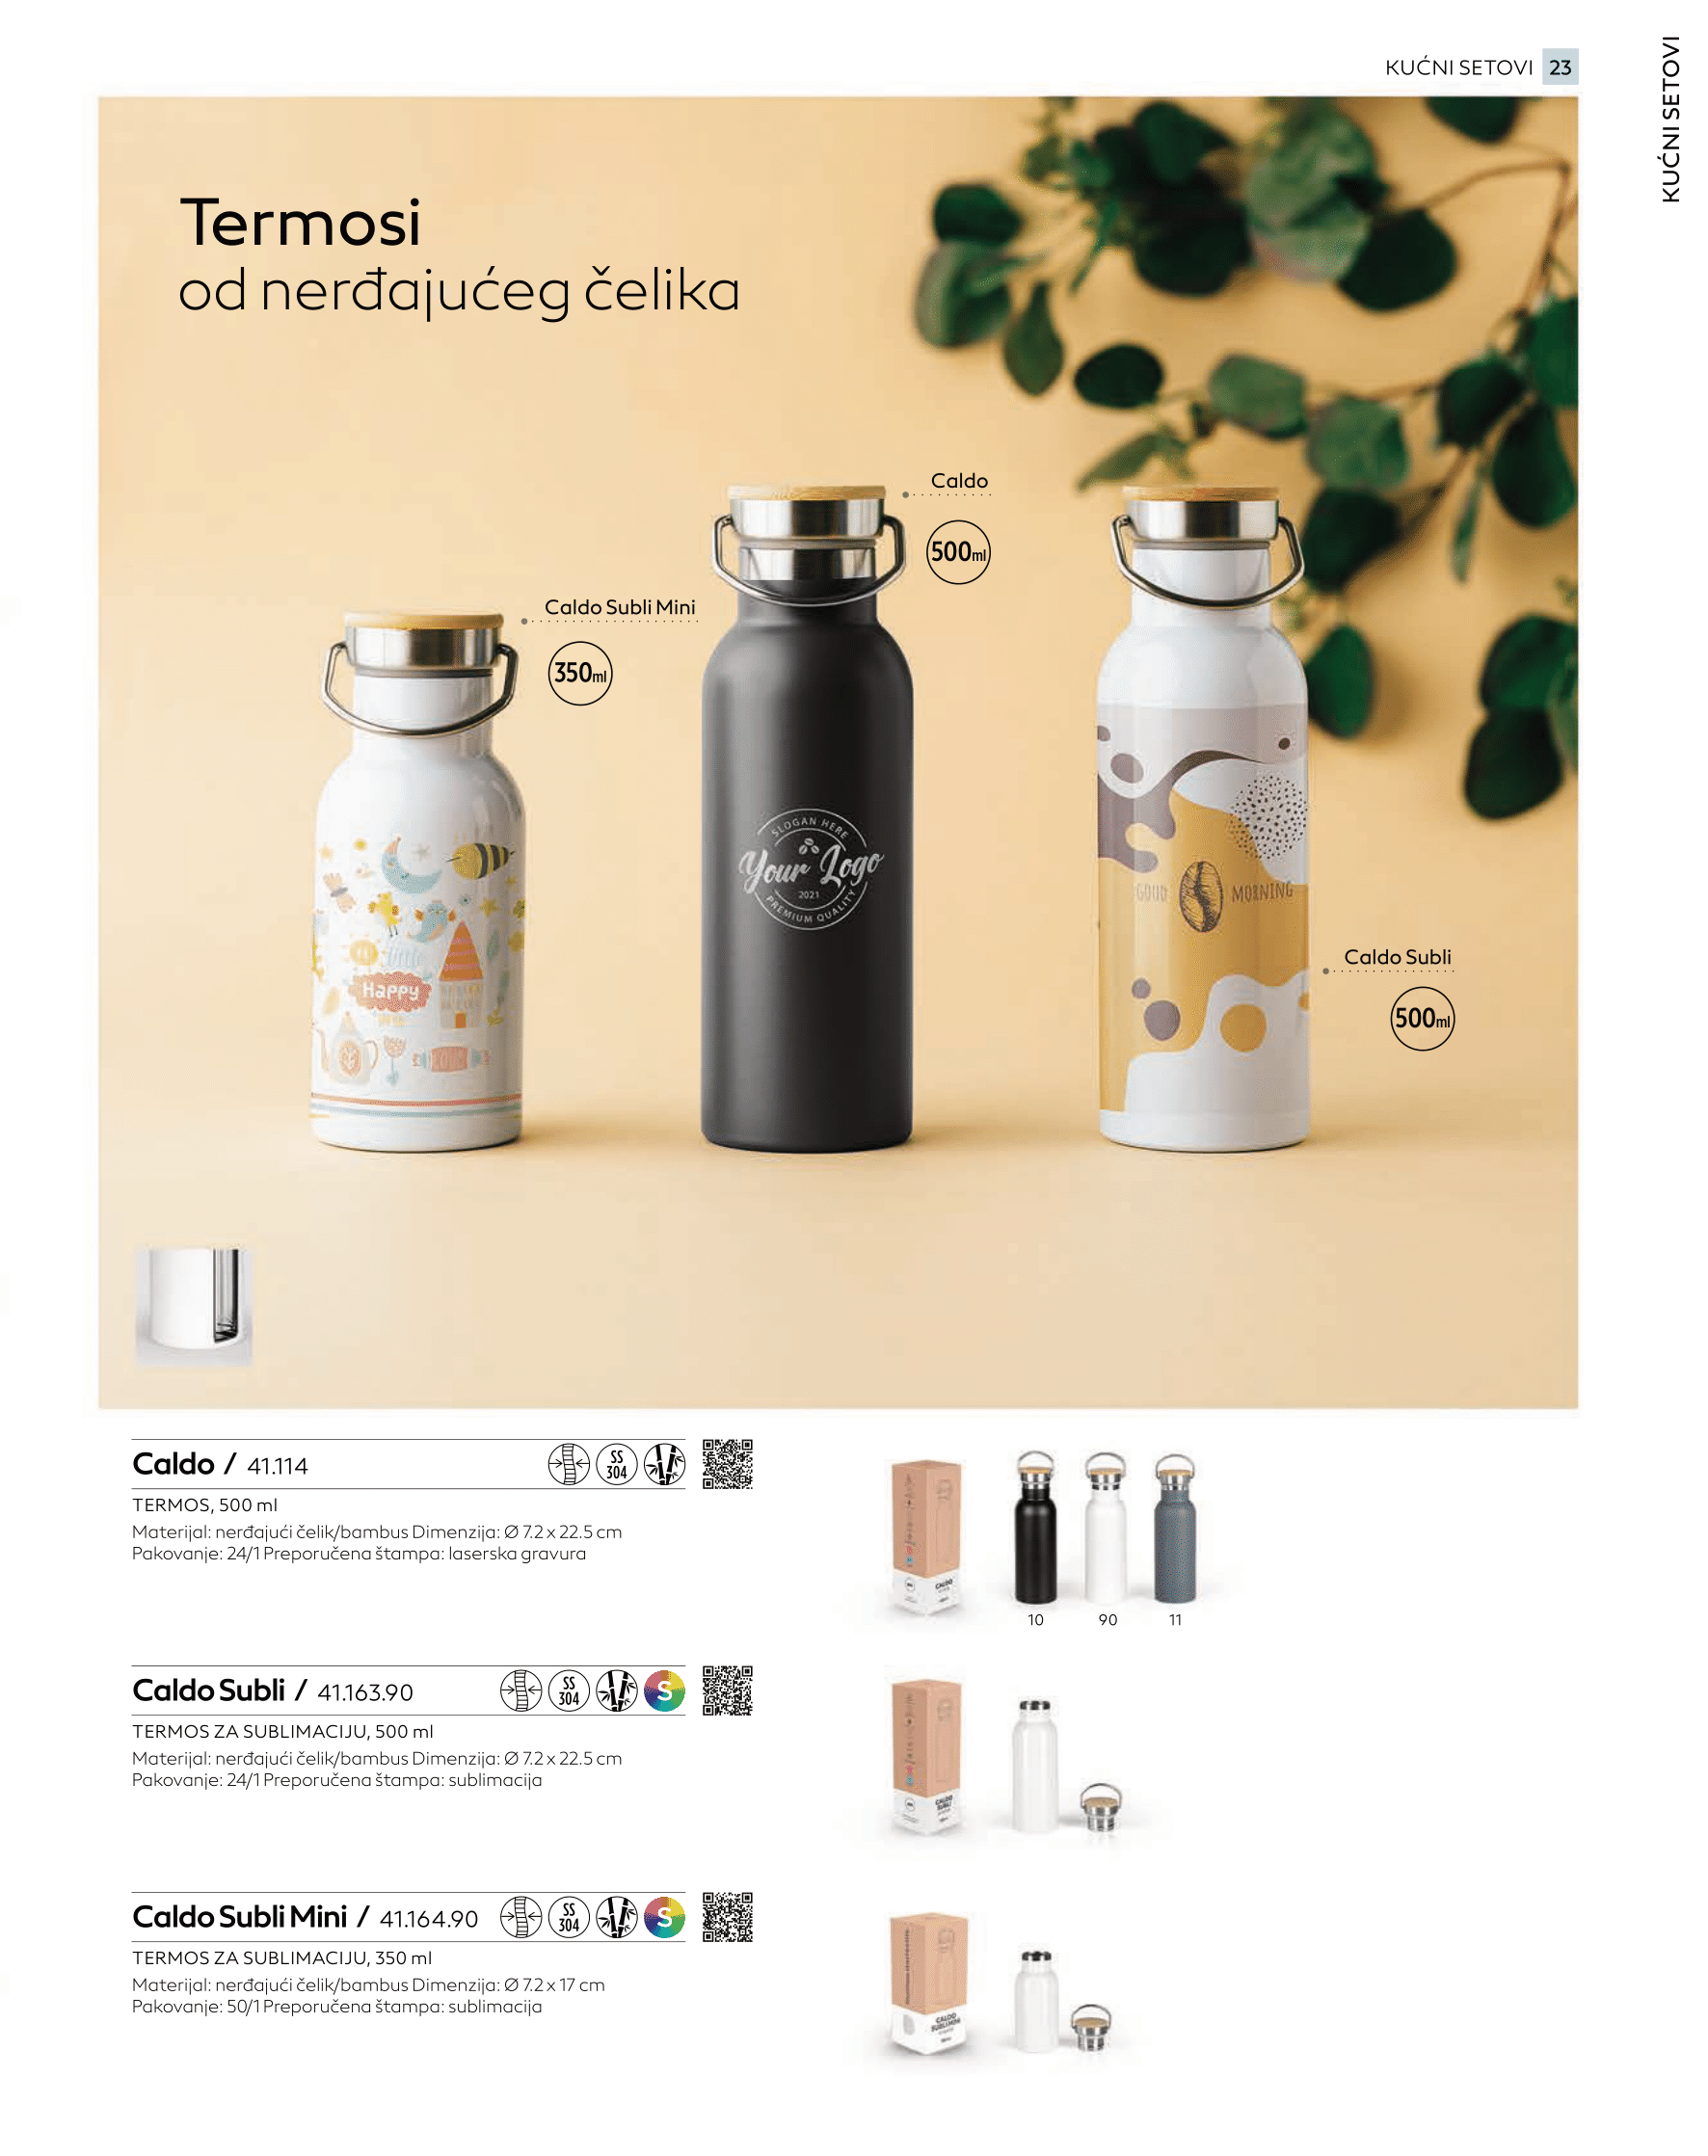 KUĆNI SETOVI 23
KUĆNI SETOVI
Termosi
od nerđajućeg čelika
Caldo
500ml
Caldo Subli Mini
350ml
SLOGAN HERE
Your Logo
2021
PREMIUM QUALITY
GOOD MORNING
little
Happy
Caldo Subli
500ml
Caldo / 41.114
SS
304
TERMOS, 500 ml
Materijal: nerđajući čelik/bambus Dimenzija: Ø 7.2 x 22.5 cm
Pakovanje: 24/1 Preporučena štampa: laserska gravura
CALDO
10 90 11
Caldo Subli / 41.163.90
SS
304
S
TERMOS ZA SUBLIMACIJU, 500 ml
Materijal: nerđajući čelik/bambus Dimenzija: Ø 7.2 x 22.5 cm
Pakovanje: 24/1 Preporučena štampa: sublimacija
CALDO
SUBLI
Caldo Subli Mini / 41.164.90
SS
304
S
TERMOS ZA SUBLIMACIJU, 350 ml
Materijal: nerđajući čelik/bambus Dimenzija: Ø 7.2 x 17 cm
Pakovanje: 50/1 Preporučena štampa: sublimacija
CALDO